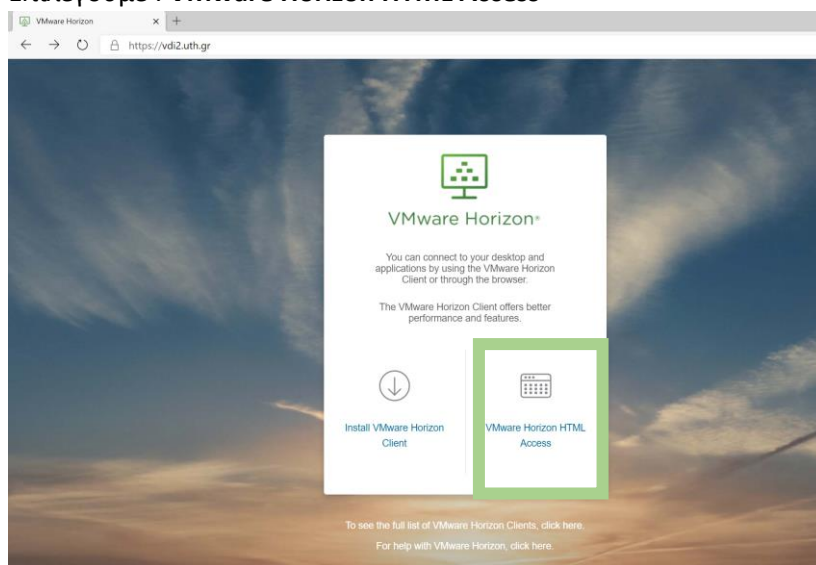 Επιλέγουμε : VMware Horizon HTML Access
VMware Horizon
https://vdi2.uth.gr
VMware Horizon®
You can connect to your desktop and
applications by using the VMware Horizon
Client or through the browser.
The VMware Horizon Client offers better
performance and features.
Install VMware Horizon
Client
VMware Horizon HTML
Access
To see the full list of VMware Horizon Clients, click here.
For help with VMware Horizon, click here.